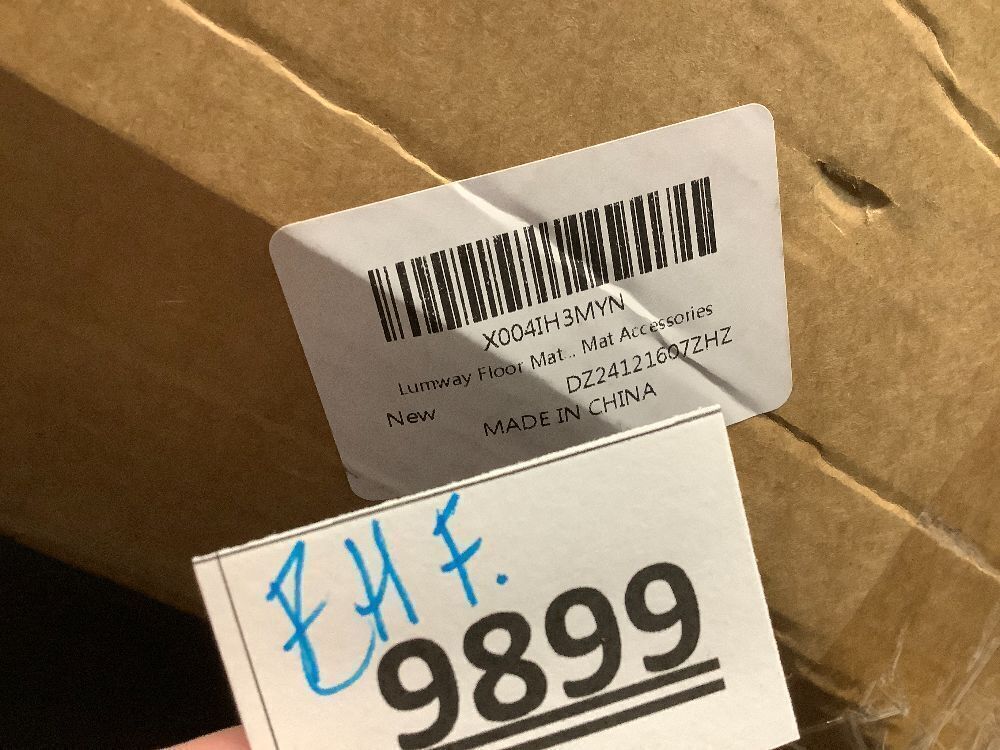 X004IH3MYN
Lumway Floor Mat... Mat Accessories
New
DZ24121607ZHZ
MADE IN CHINA
EHF.
9899